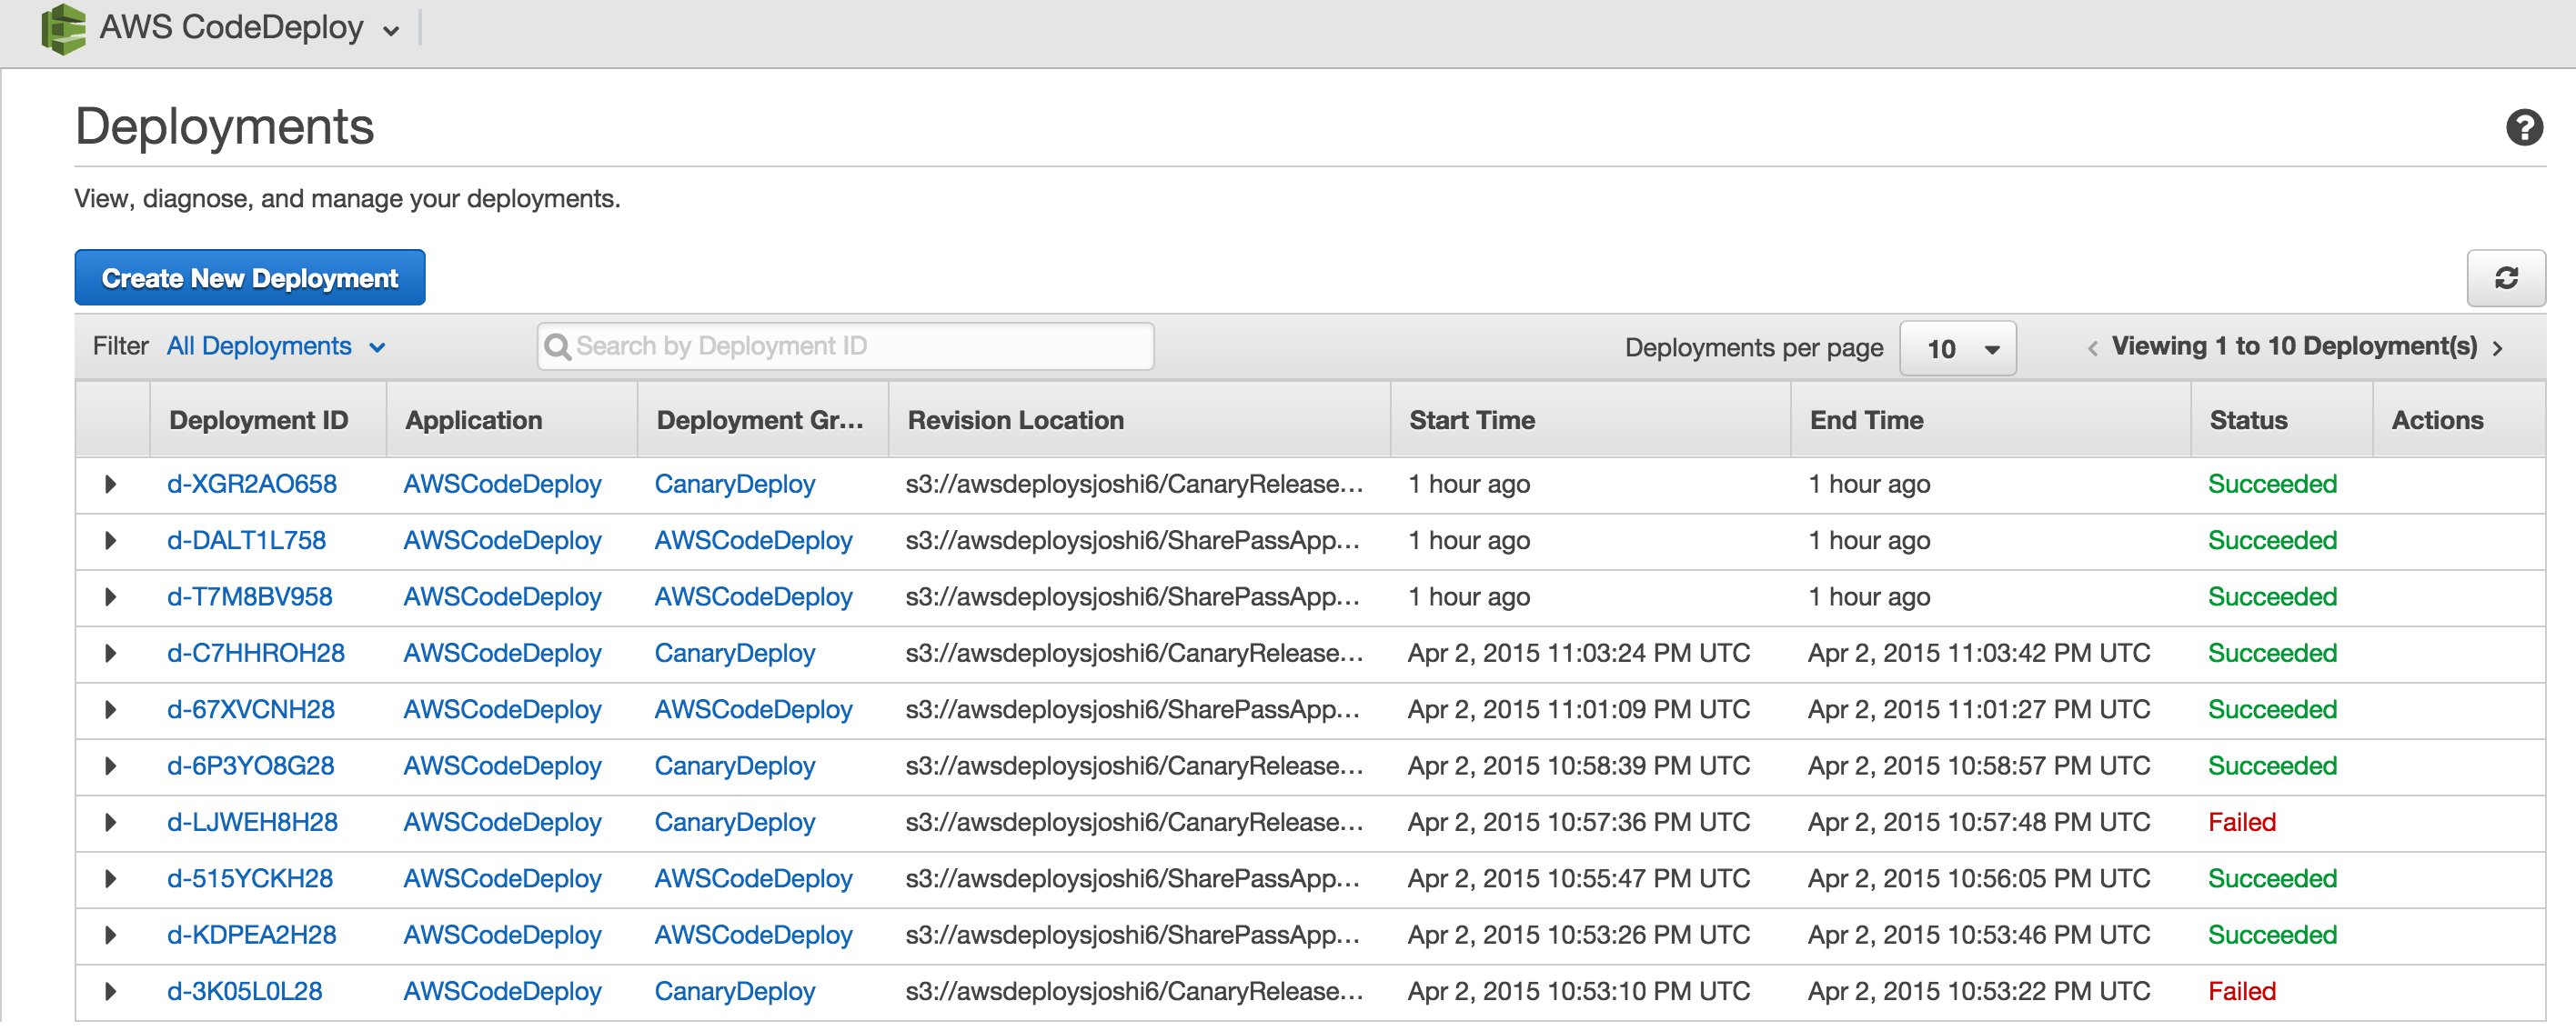 AWS CodeDeploy
Deployments
?
View, diagnose, and manage your deployments.
Create New Deployment
Filter All Deployments Search by Deployment ID Deployments per page 10 < Viewing 1 to 10 Deployment(s) >
Deployment ID Application Deployment Gr... Revision Location Start Time End Time Status Actions
d-XGR2AO658 AWSCodeDeploy CanaryDeploy s3://awsdeploysjoshi6/CanaryRelease... 1 hour ago 1 hour ago Succeeded
d-DALT1L758 AWSCodeDeploy AWSCodeDeploy s3://awsdeploysjoshi6/SharePassApp... 1 hour ago 1 hour ago Succeeded
d-T7M8BV958 AWSCodeDeploy AWSCodeDeploy s3://awsdeploysjoshi6/SharePassApp... 1 hour ago 1 hour ago Succeeded
d-C7HHROH28 AWSCodeDeploy CanaryDeploy s3://awsdeploysjoshi6/CanaryRelease... Apr 2, 2015 11:03:24 PM UTC Apr 2, 2015 11:03:42 PM UTC Succeeded
d-67XVCNH28 AWSCodeDeploy AWSCodeDeploy s3://awsdeploysjoshi6/SharePassApp... Apr 2, 2015 11:01:09 PM UTC Apr 2, 2015 11:01:27 PM UTC Succeeded
d-6P3YO8G28 AWSCodeDeploy CanaryDeploy s3://awsdeploysjoshi6/CanaryRelease... Apr 2, 2015 10:58:39 PM UTC Apr 2, 2015 10:58:57 PM UTC Succeeded
d-LJWEH8H28 AWSCodeDeploy CanaryDeploy s3://awsdeploysjoshi6/CanaryRelease... Apr 2, 2015 10:57:36 PM UTC Apr 2, 2015 10:57:48 PM UTC Failed
d-515YCKH28 AWSCodeDeploy AWSCodeDeploy s3://awsdeploysjoshi6/SharePassApp... Apr 2, 2015 10:55:47 PM UTC Apr 2, 2015 10:56:05 PM UTC Succeeded
d-KDPEA2H28 AWSCodeDeploy AWSCodeDeploy s3://awsdeploysjoshi6/SharePassApp... Apr 2, 2015 10:53:26 PM UTC Apr 2, 2015 10:53:46 PM UTC Succeeded
d-3K05L0L28 AWSCodeDeploy CanaryDeploy s3://awsdeploysjoshi6/CanaryRelease... Apr 2, 2015 10:53:10 PM UTC Apr 2, 2015 10:53:22 PM UTC Failed